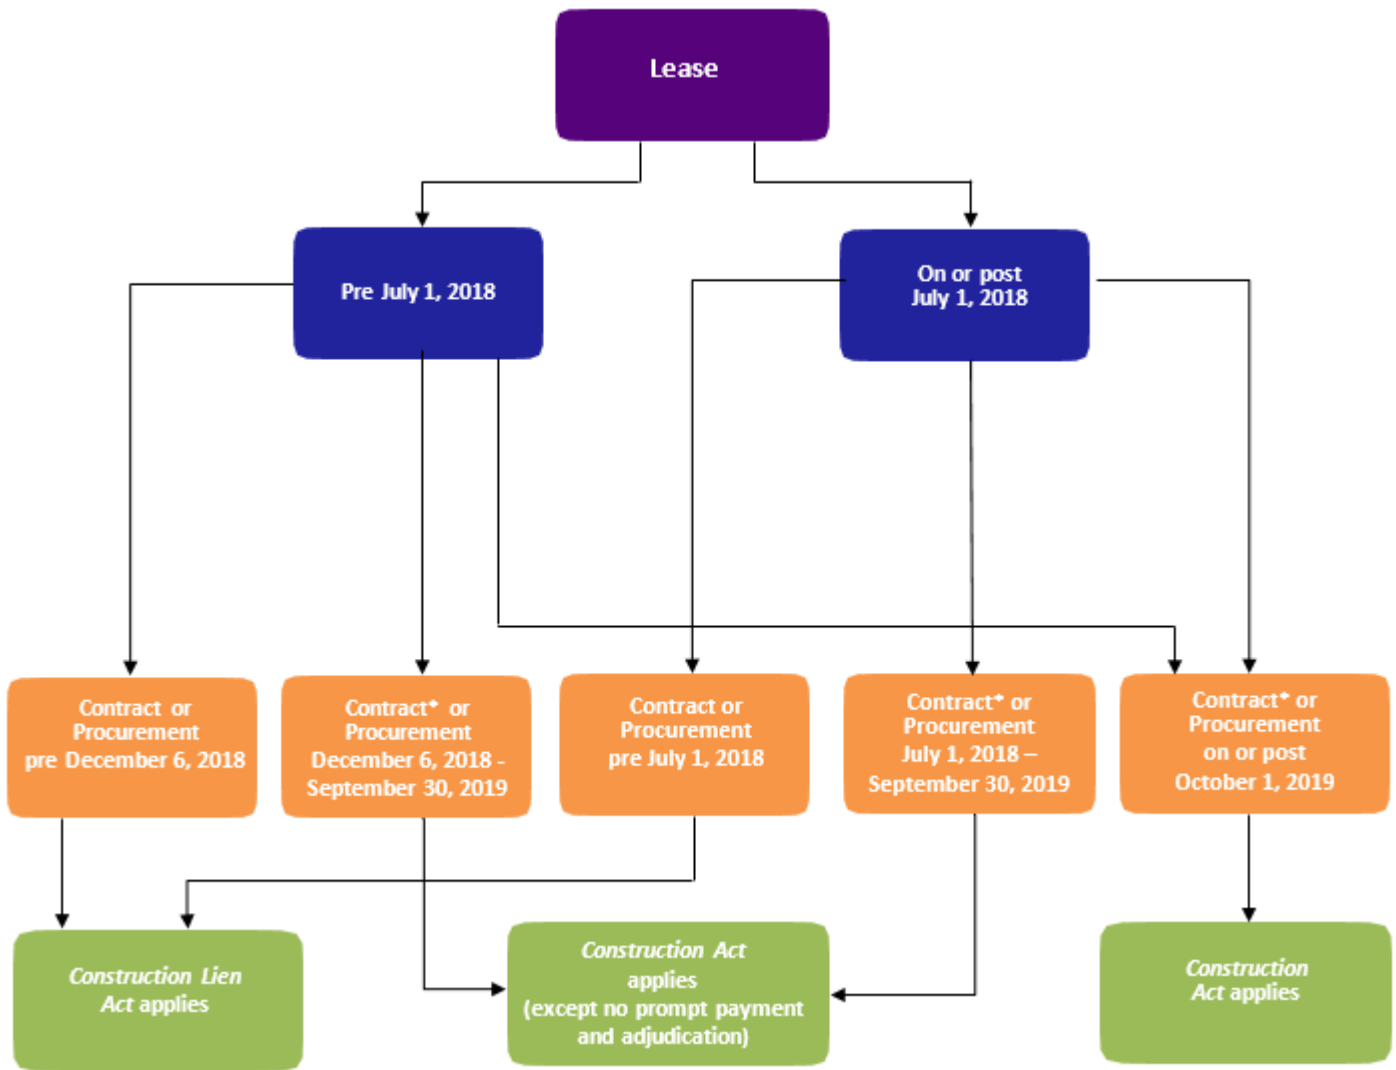 Lease
Pre July 1, 2018
On or post
July 1, 2018
Contract or
Procurement
pre December 6, 2018
Contract* or
Procurement
December 6, 2018 -
September 30, 2019
Contract or
Procurement
pre July 1, 2018
Contract* or
Procurement
July 1, 2018 –
September 30, 2019
Contract* or
Procurement
on or post
October 1, 2019
Construction Lien
Act applies
Construction Act
applies
(except no prompt payment
and adjudication)
Construction
Act applies